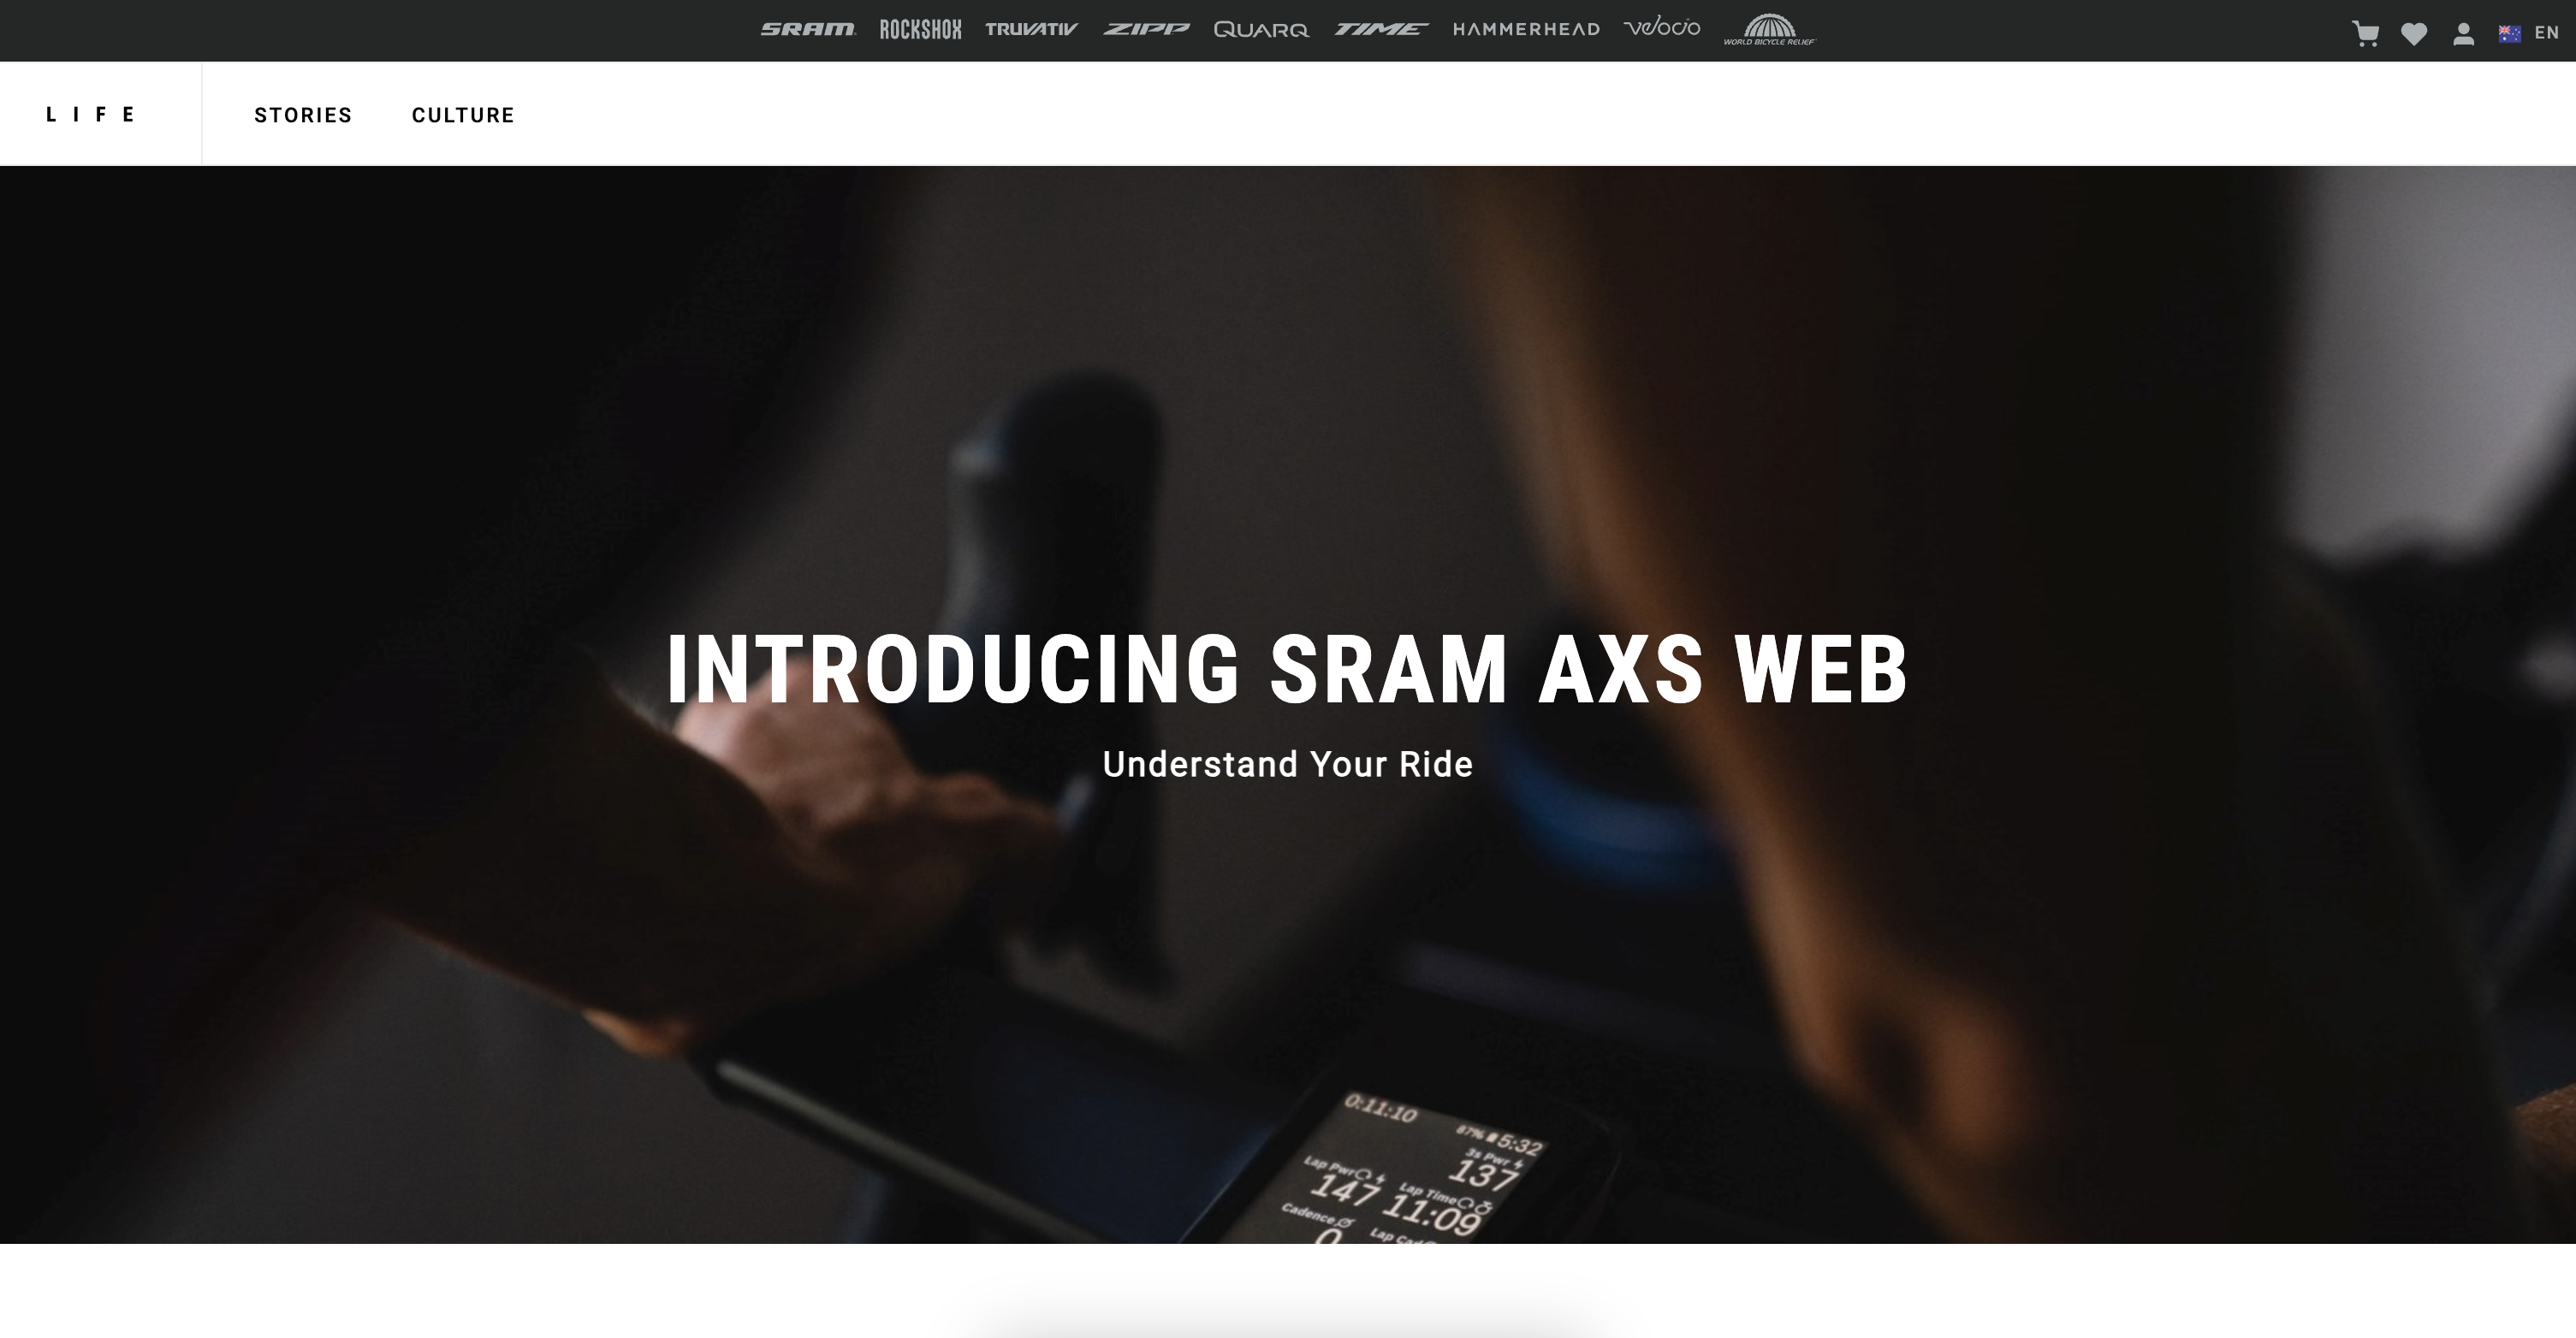 SRAM ROCKSHOX TRUVATIV ZIPP QUARQ TIME HAMMERHEAD velocio WORLD BICYCLE RELIEF EN
LIFE STORIES CULTURE
INTRODUCING SRAM AXS WEB
Understand Your Ride
0:11:10
87% 5:32
3s Pwr
137
Lap Pwr
147
Lap Time
11:09
Cadence
0